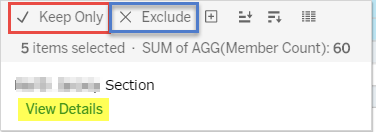 Keep Only Exclude
5 items selected · SUM of AGG(Member Count): 60
Section
View Details